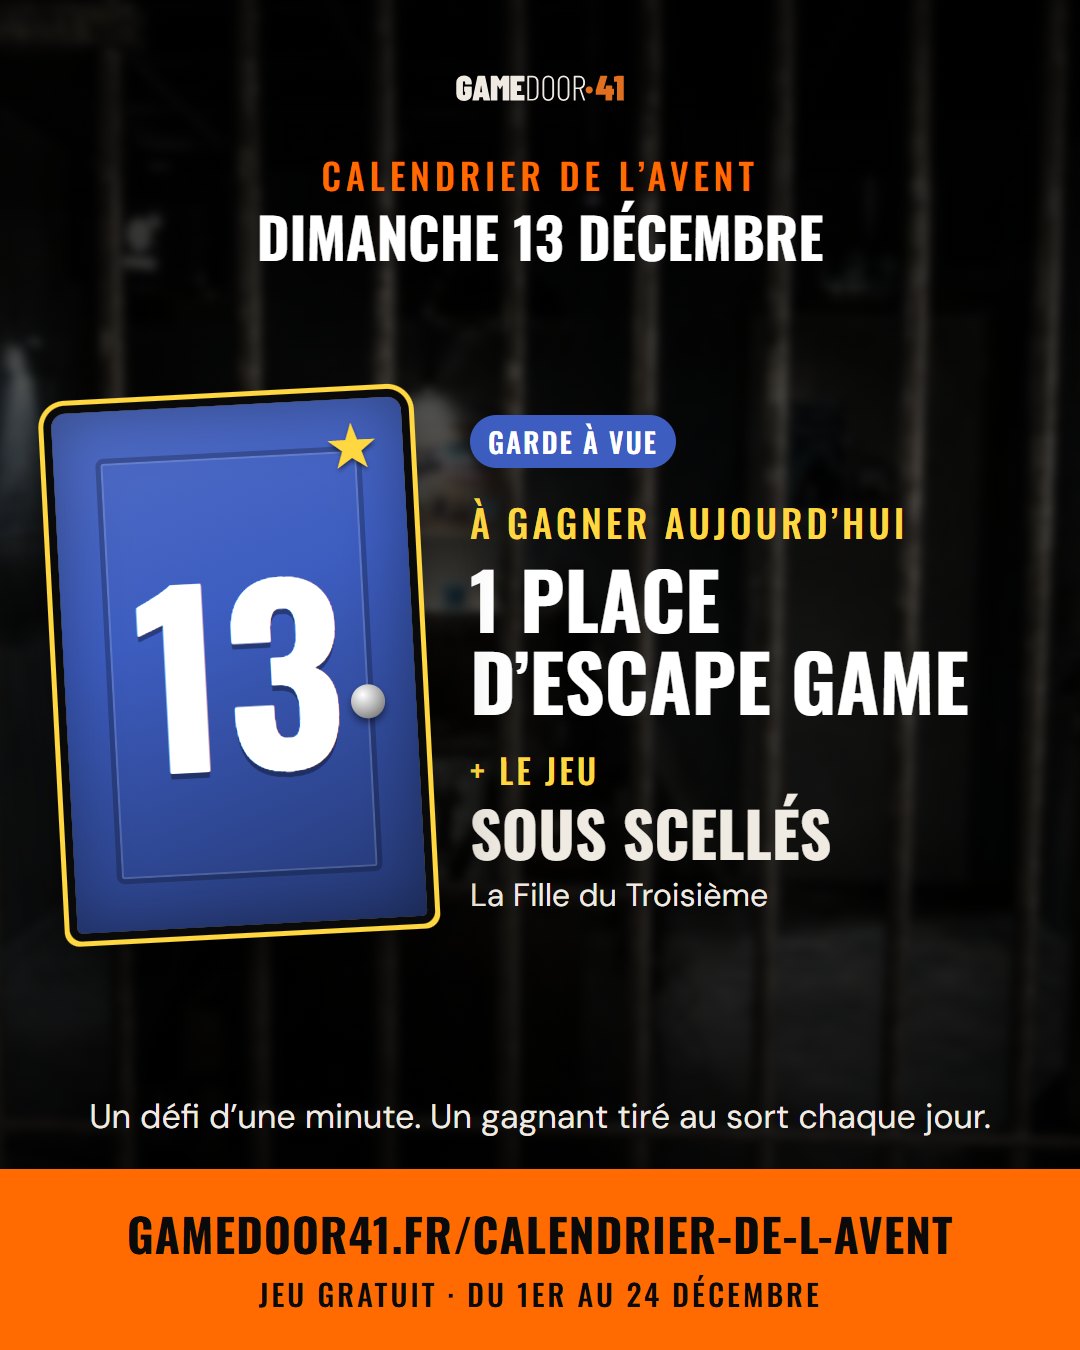 GAMEDOOR·41
CALENDRIER DE L’AVENT
DIMANCHE 13 DÉCEMBRE
13
GARDE À VUE
À GAGNER AUJOURD’HUI
1 PLACE
D’ESCAPE GAME
+ LE JEU
SOUS SCELLÉS
La Fille du Troisième
Un défi d’une minute. Un gagnant tiré au sort chaque jour.
GAMEDOOR41.FR/CALENDRIER-DE-L-AVENT
JEU GRATUIT · DU 1ER AU 24 DÉCEMBRE